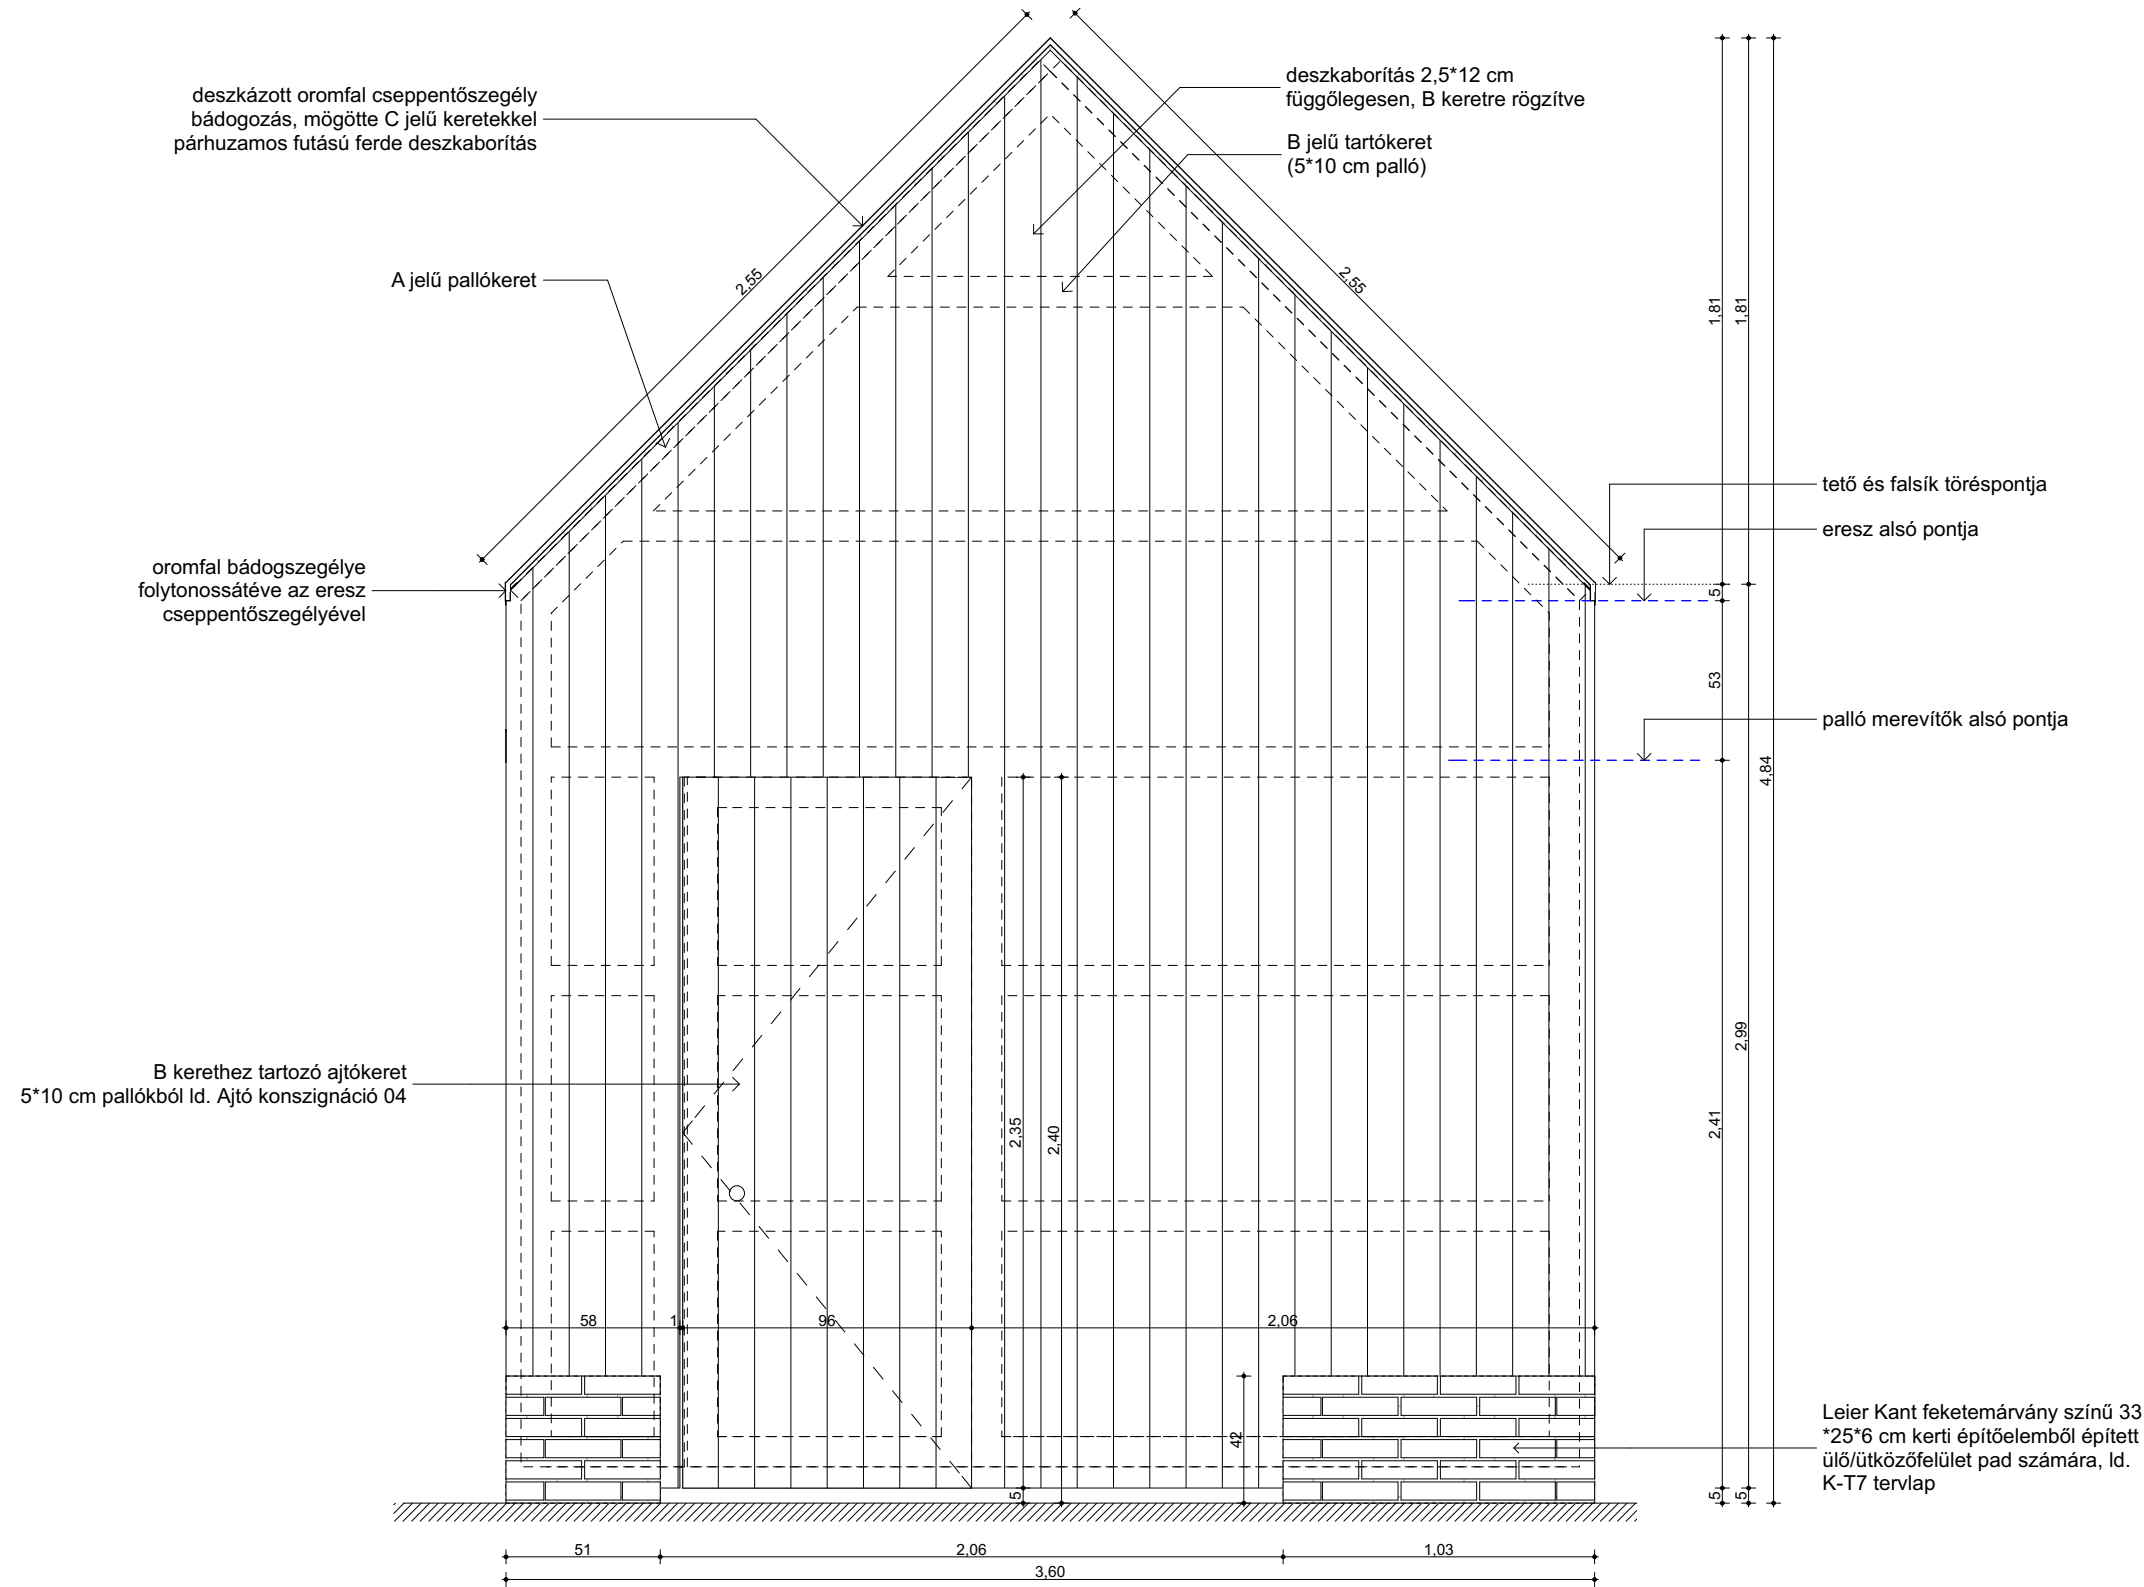 deszkázott oromfal cseppentőszegély
bádogozás, mögötte C jelű keretekkel
párhuzamos futású ferde deszkaborítás
deszkaborítás 2,5*12 cm
függőlegesen, B keretre rögzítve
B jelű tartókeret
(5*10 cm palló)
A jelű pallókeret
2,55
2,55
1,81
1,81
tető és falsík töréspontja
eresz alsó pontja
oromfal bádogszegélye
folytonossátéve az eresz
cseppentőszegélyével
5
53
palló merevítők alsó pontja
4,84
2,99
2,41
B kerethez tartozó ajtókeret
5*10 cm pallókból ld. Ajtó konszignáció 04
2,35
2,40
58
1
96
2,06
42
5
Leier Kant feketemárvány színű 33
*25*6 cm kerti építőelemből épített
ülő/ütközőfelület pad számára, ld.
K-T7 tervlap
5
5
51
2,06
1,03
3,60